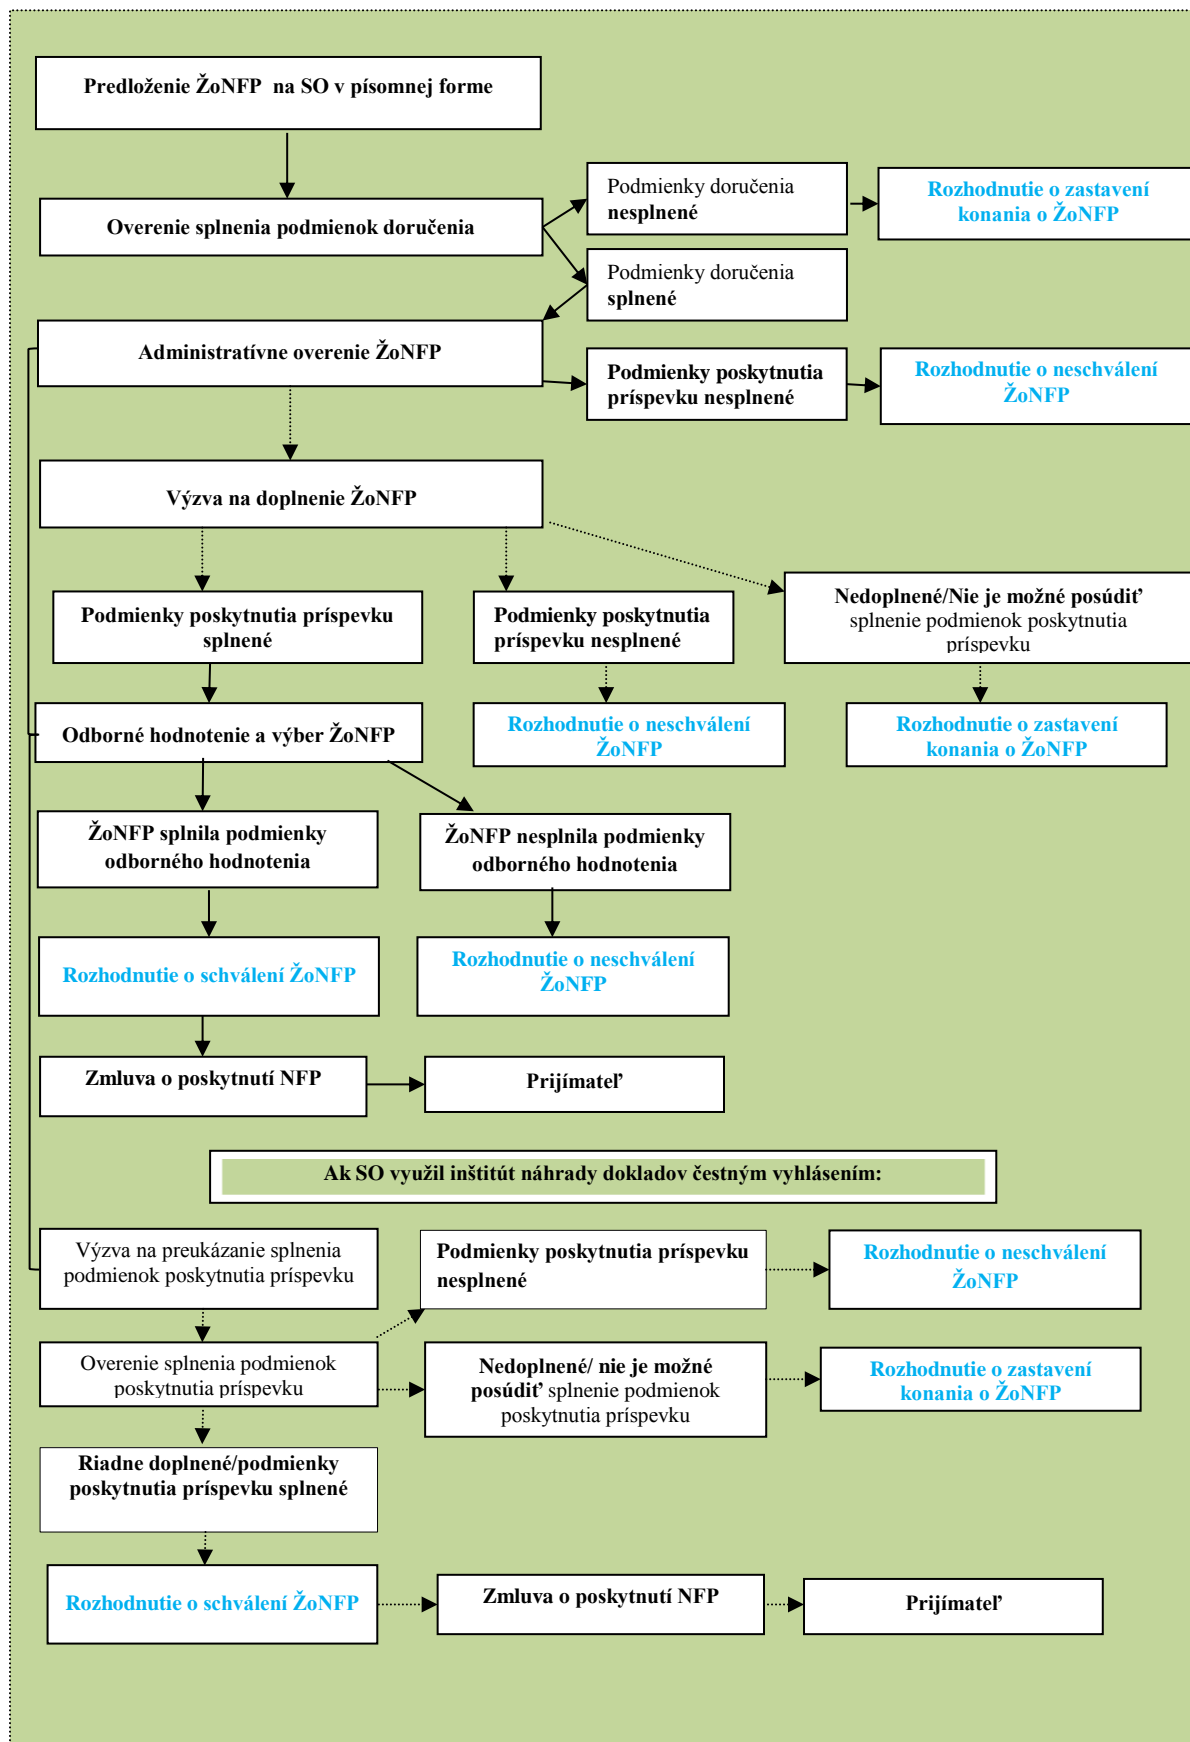 Predloženie ŽoNFP na SO v písomnej forme
Podmienky doručenia
nesplnené
Rozhodnutie o zastavení
konania o ŽoNFP
Overenie splnenia podmienok doručenia
Podmienky doručenia
splnené
Administratívne overenie ŽoNFP
Podmienky poskytnutia
príspevku nesplnené
Rozhodnutie o neschválení
ŽoNFP
Výzva na doplnenie ŽoNFP
Podmienky poskytnutia príspevku
splnené
Podmienky poskytnutia
príspevku nesplnené
Nedoplnené/Nie je možné posúdiť
splnenie podmienok poskytnutia
príspevku
Odborné hodnotenie a výber ŽoNFP
Rozhodnutie o neschválení
ŽoNFP
Rozhodnutie o zastavení
konania o ŽoNFP
ŽoNFP splnila podmienky
odborného hodnotenia
ŽoNFP nesplnila podmienky
odborného hodnotenia
Rozhodnutie o schválení ŽoNFP
Rozhodnutie o neschválení
ŽoNFP
Zmluva o poskytnutí NFP
Prijímateľ
Ak SO využil inštitút náhrady dokladov čestným vyhlásením:
Výzva na preukázanie splnenia
podmienok poskytnutia príspevku
Podmienky poskytnutia príspevku
nesplnené
Rozhodnutie o neschválení
ŽoNFP
Overenie splnenia podmienok
poskytnutia príspevku
Nedoplnené/ nie je možné
posúdiť splnenie podmienok
poskytnutia príspevku
Rozhodnutie o zastavení
konania o ŽoNFP
Riadne doplnené/podmienky
poskytnutia príspevku splnené
Rozhodnutie o schválení ŽoNFP
Zmluva o poskytnutí NFP
Prijímateľ